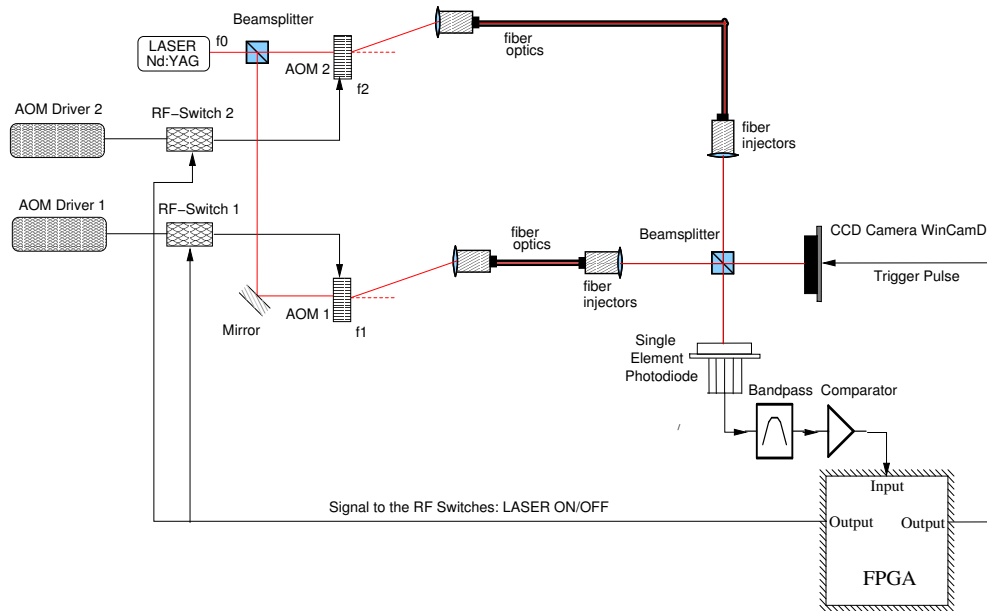 Beamsplitter
LASER
Nd:YAG
f0
AOM 2
f2
fiber
optics
AOM Driver 2
RF−Switch 2
fiber
injectors
AOM Driver 1
RF−Switch 1
fiber
optics
Beamsplitter
CCD Camera WinCamD
Trigger Pulse
fiber
injectors
Mirror
AOM 1
f1
Single
Element
Photodiode
Bandpass
Comparator
Input
Signal to the RF Switches: LASER ON/OFF
Output
Output
FPGA